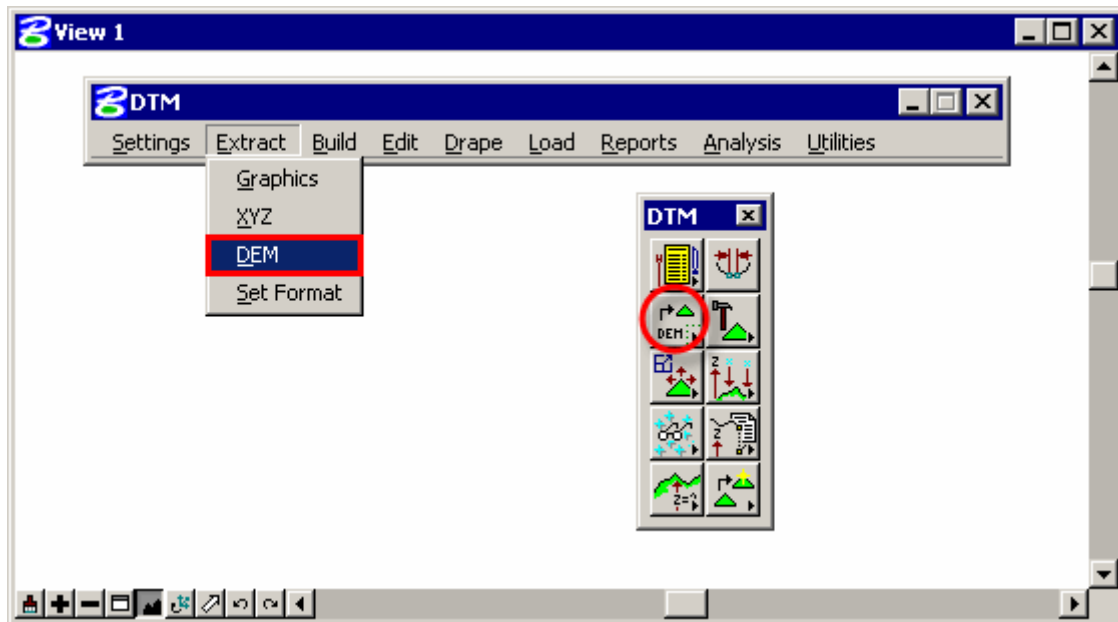 View 1
DTM
Settings Extract Build Edit Drape Load Reports Analysis Utilities
Graphics
XYZ
DEM
Set Format
DTM
DEM
Z
Z
Z=?